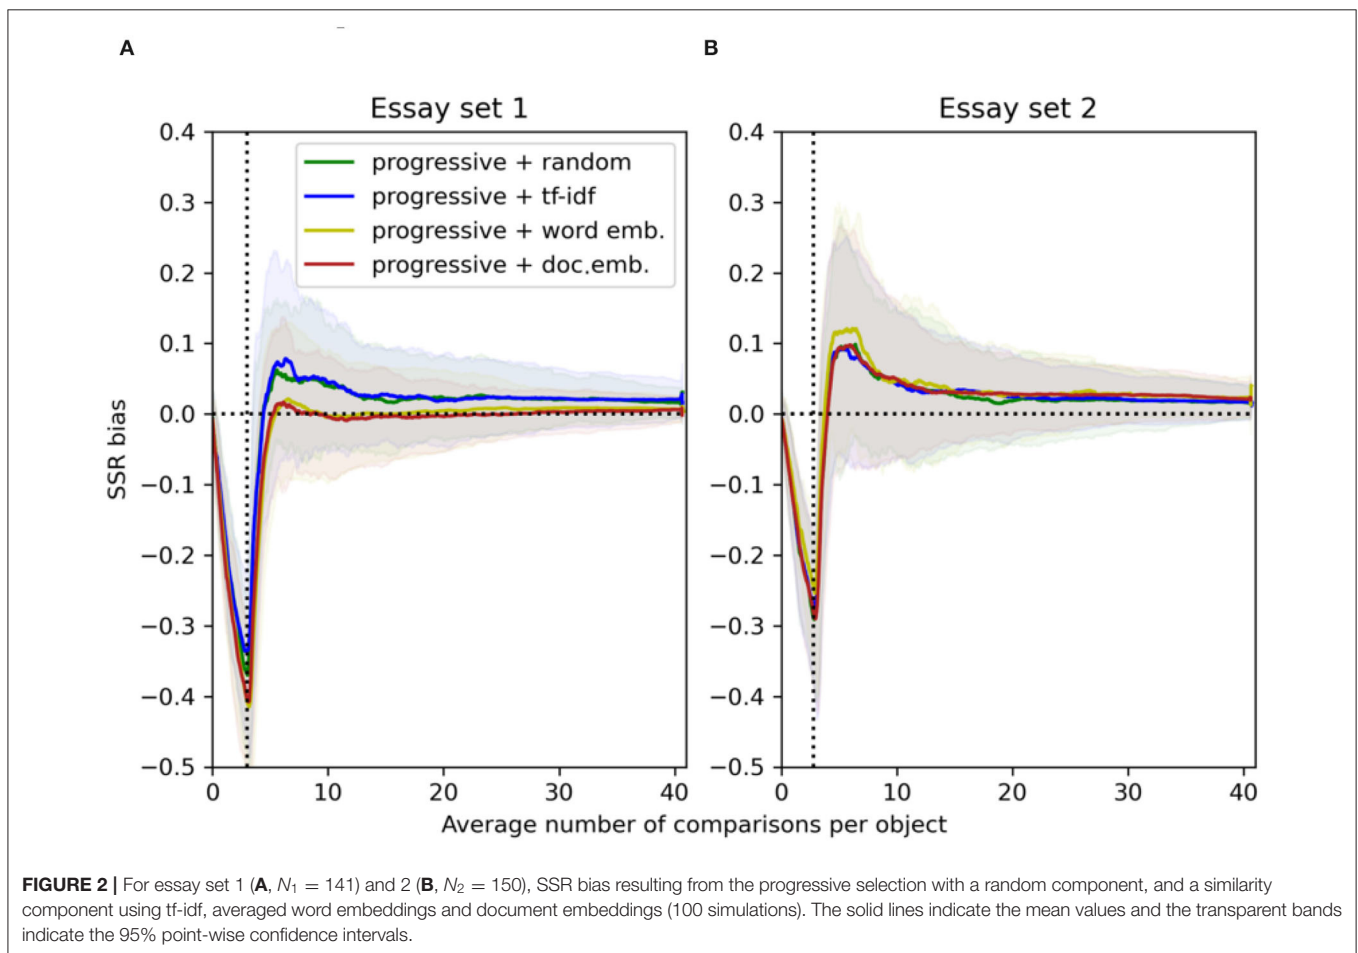 A
B
Essay set 1
Essay set 2
0.4
0.3
0.2
0.1
0.0
−0.1
−0.2
−0.3
−0.4
−0.5
SSR bias
progressive + random
progressive + tf-idf
progressive + word emb.
progressive + doc.emb.
0.4
0.3
0.2
0.1
0.0
−0.1
−0.2
−0.3
−0.4
−0.5
0 10 20 30 40
0 10 20 30 40
Average number of comparisons per object
FIGURE 2 | For essay set 1 (A, N₁ = 141) and 2 (B, N₂ = 150), SSR bias resulting from the progressive selection with a random component, and a similarity
component using tf-idf, averaged word embeddings and document embeddings (100 simulations). The solid lines indicate the mean values and the transparent bands
indicate the 95% point-wise confidence intervals.